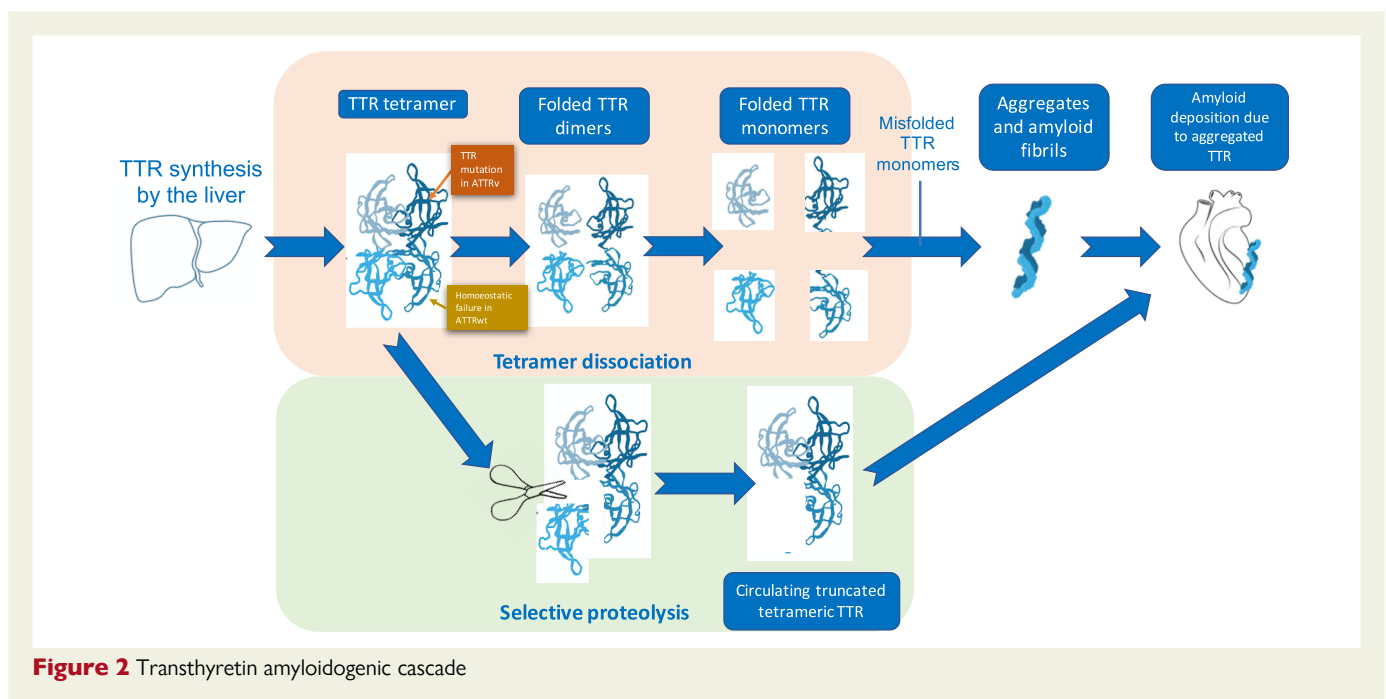 TTR synthesis
by the liver
TTR tetramer
TTR
mutation
in ATTRv
Homoeostatic
failure in
ATTRwt
Folded TTR
dimers
Folded TTR
monomers
Misfolded
TTR
monomers
Aggregates
and amyloid
fibrils
Amyloid
deposition due
to aggregated
TTR
Tetramer dissociation
Selective proteolysis
Circulating truncated
tetrameric TTR
Figure 2 Transthyretin amyloidogenic cascade